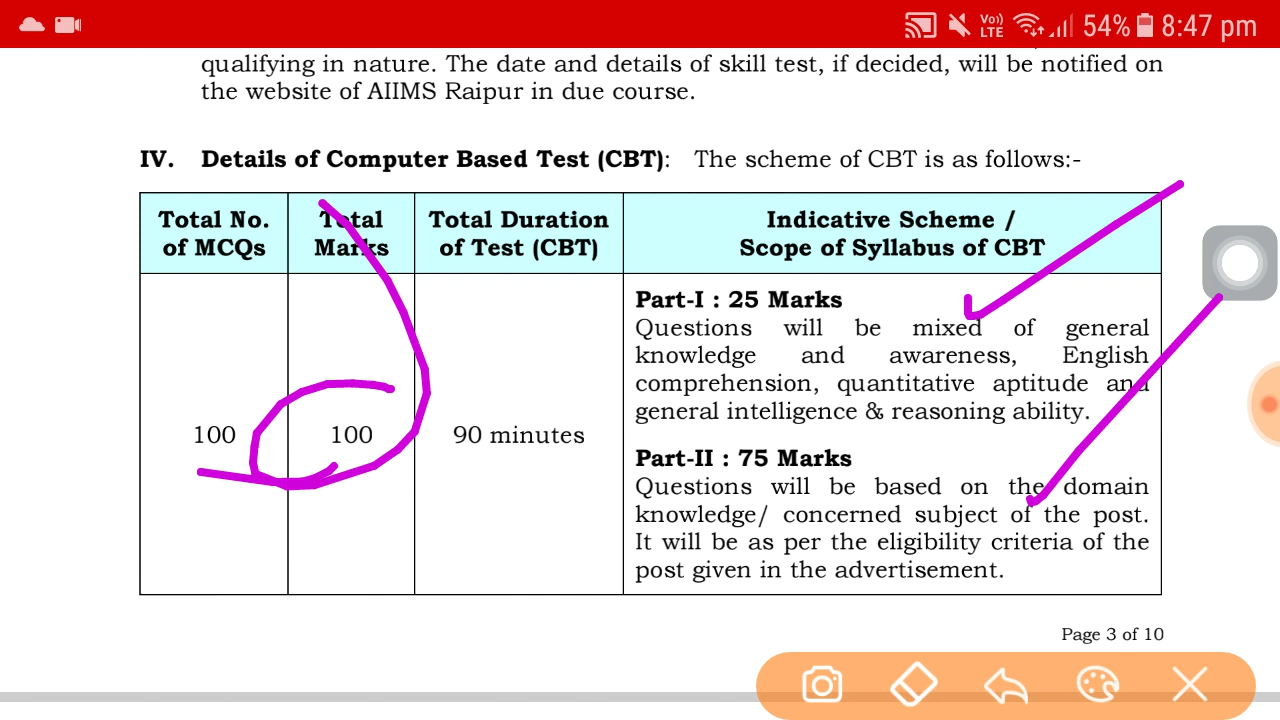 Vo)) LTE 54% 8:47 pm
qualifying in nature. The date and details of skill test, if decided, will be notified on
the website of AIIMS Raipur in due course.
IV. Details of Computer Based Test (CBT): The scheme of CBT is as follows:-
Total No. of MCQs
Total Marks
Total Duration of Test (CBT)
Indicative Scheme / Scope of Syllabus of CBT
100
100
90 minutes
Part-I : 25 Marks
Questions will be mixed of general
knowledge and awareness, English
comprehension, quantitative aptitude and
general intelligence & reasoning ability.
Part-II : 75 Marks
Questions will be based on the domain
knowledge/ concerned subject of the post.
It will be as per the eligibility criteria of the
post given in the advertisement.
Page 3 of 10